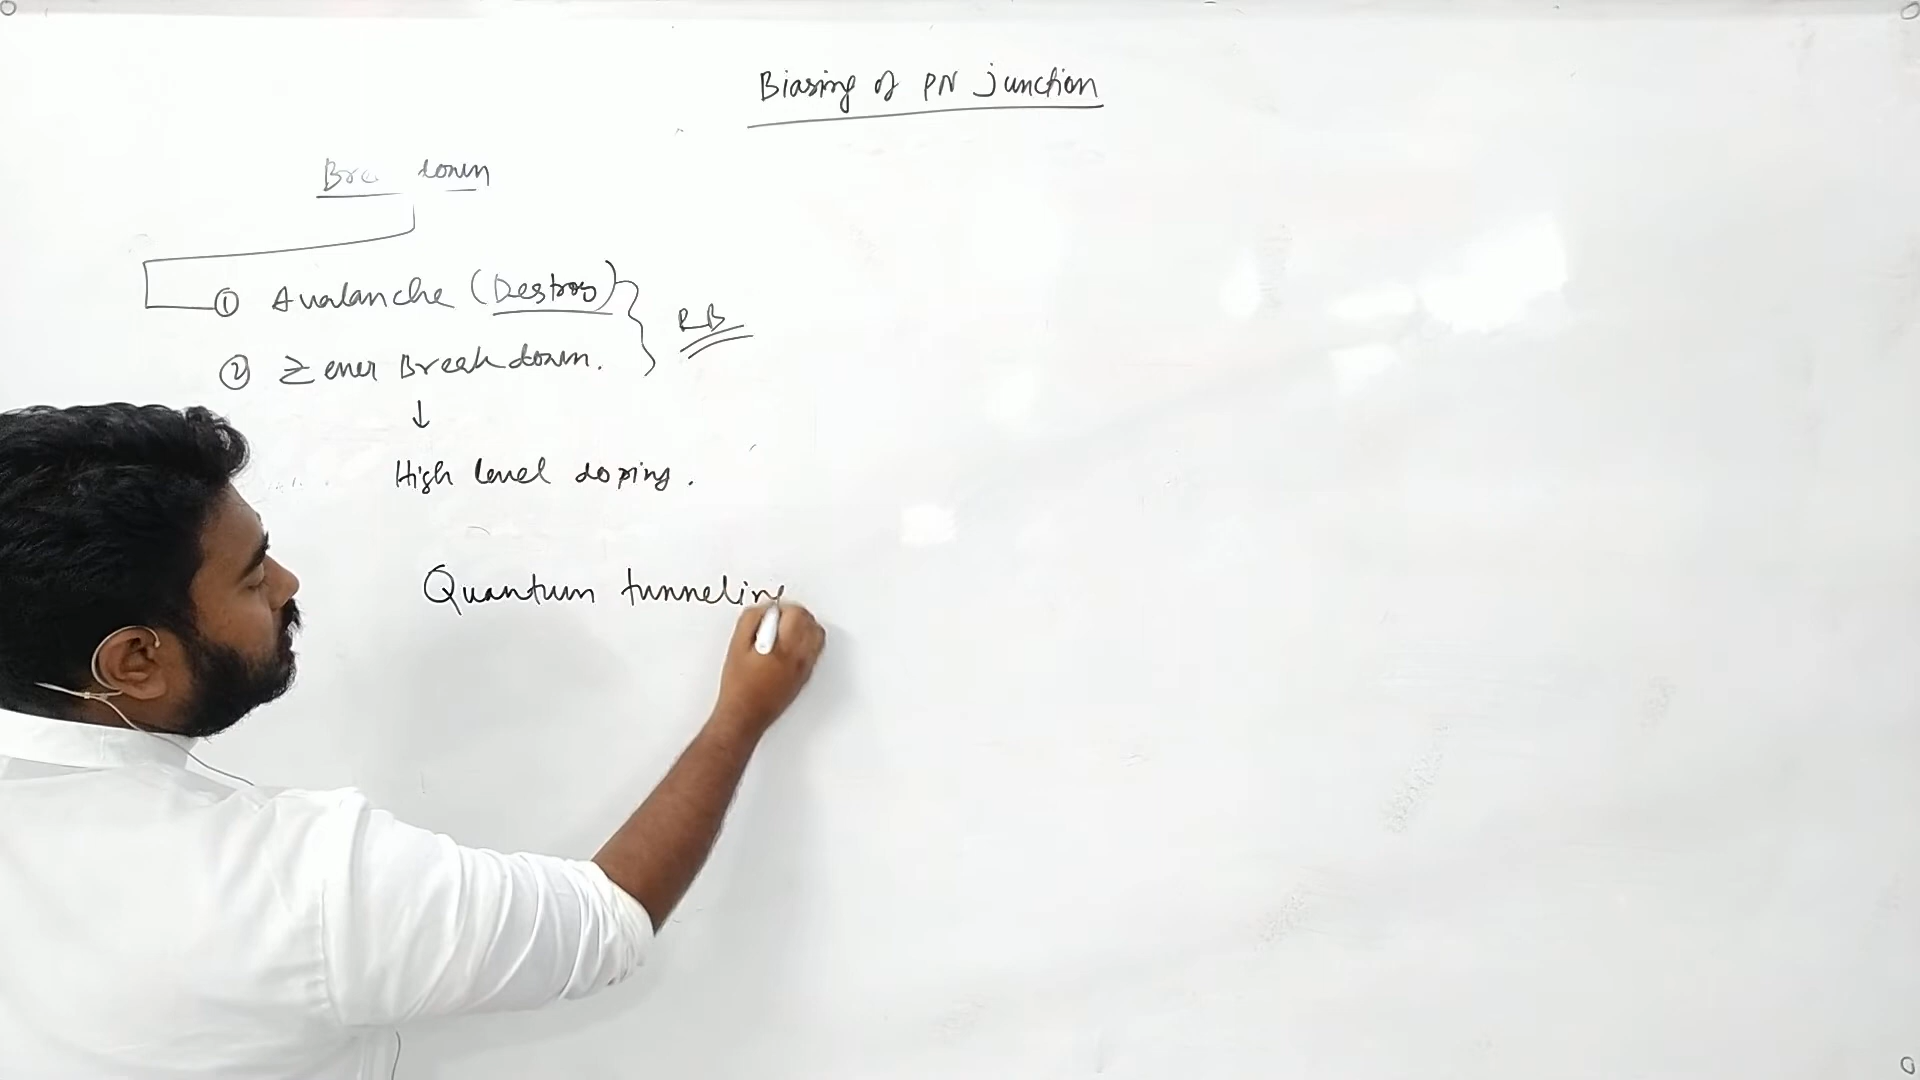 Biasing of PN junction
Bre down
① Avalanche (Destroy)
RB
② Zener Breakdown.
↓
High level doping.
Quantum tunneling